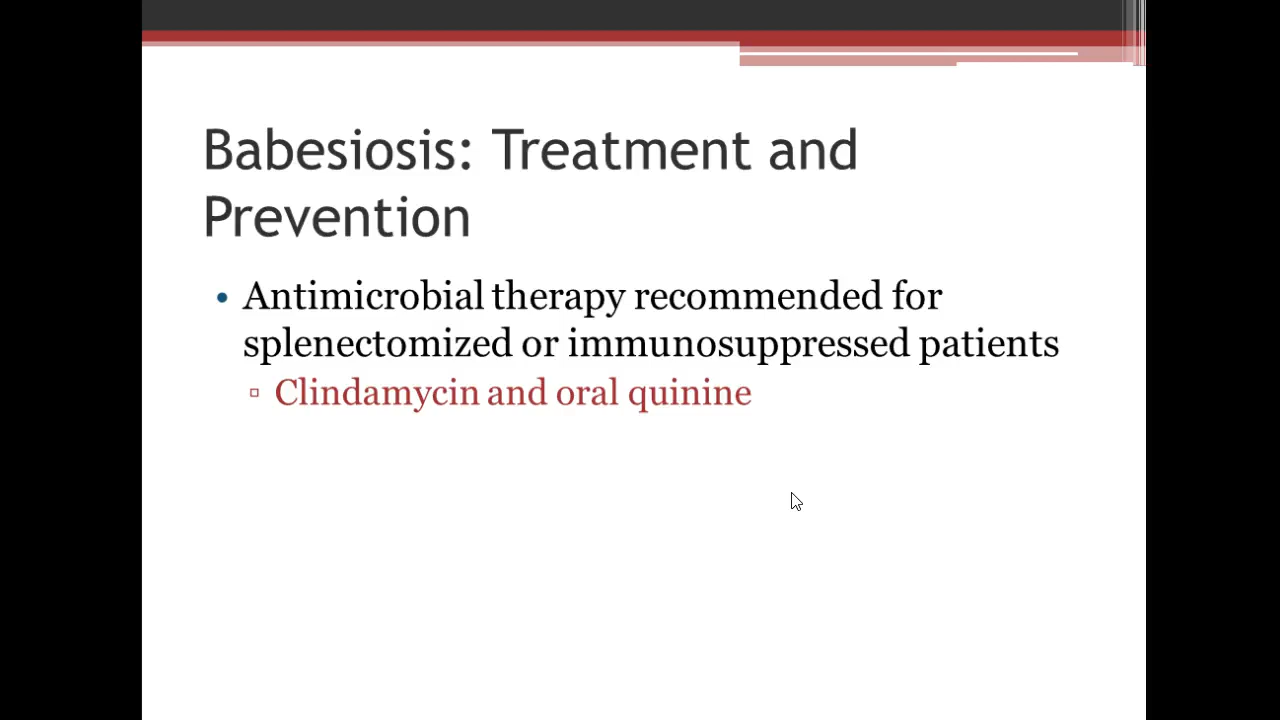 Babesiosis: Treatment and
Prevention
• Antimicrobial therapy recommended for
splenectomized or immunosuppressed patients
▫ Clindamycin and oral quinine